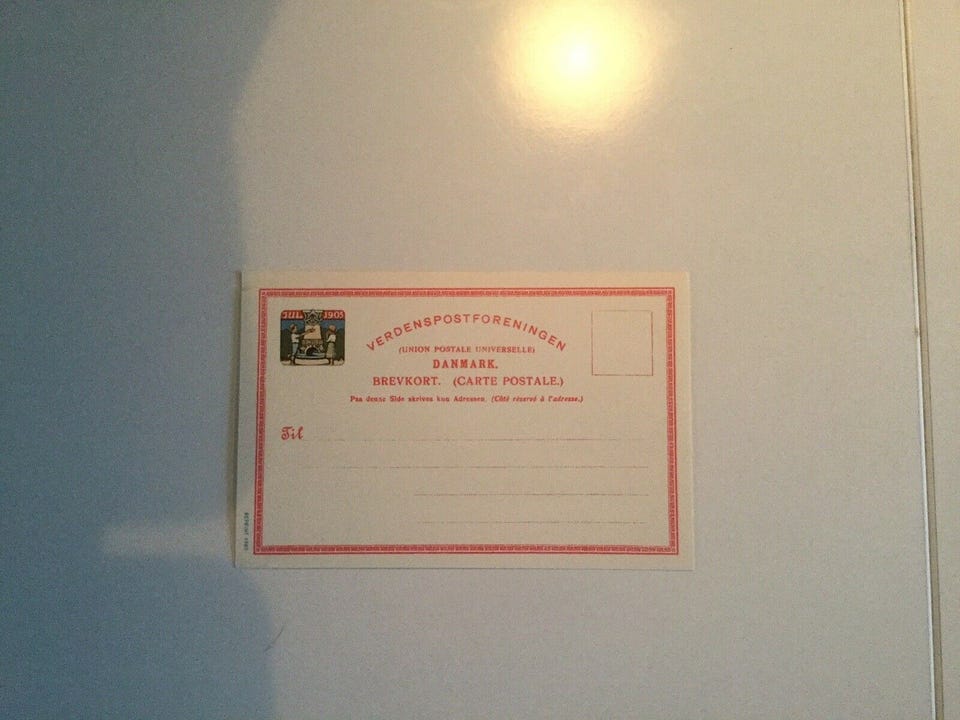 JUL 1905
VERDENSPOSTFORENINGEN
(UNION POSTALE UNIVERSELLE)
DANMARK.
BREVKORT. (CARTE POSTALE.)
Paa denne Side skrives kun Adressen. (Côté réservé à l'adresse.)
Til